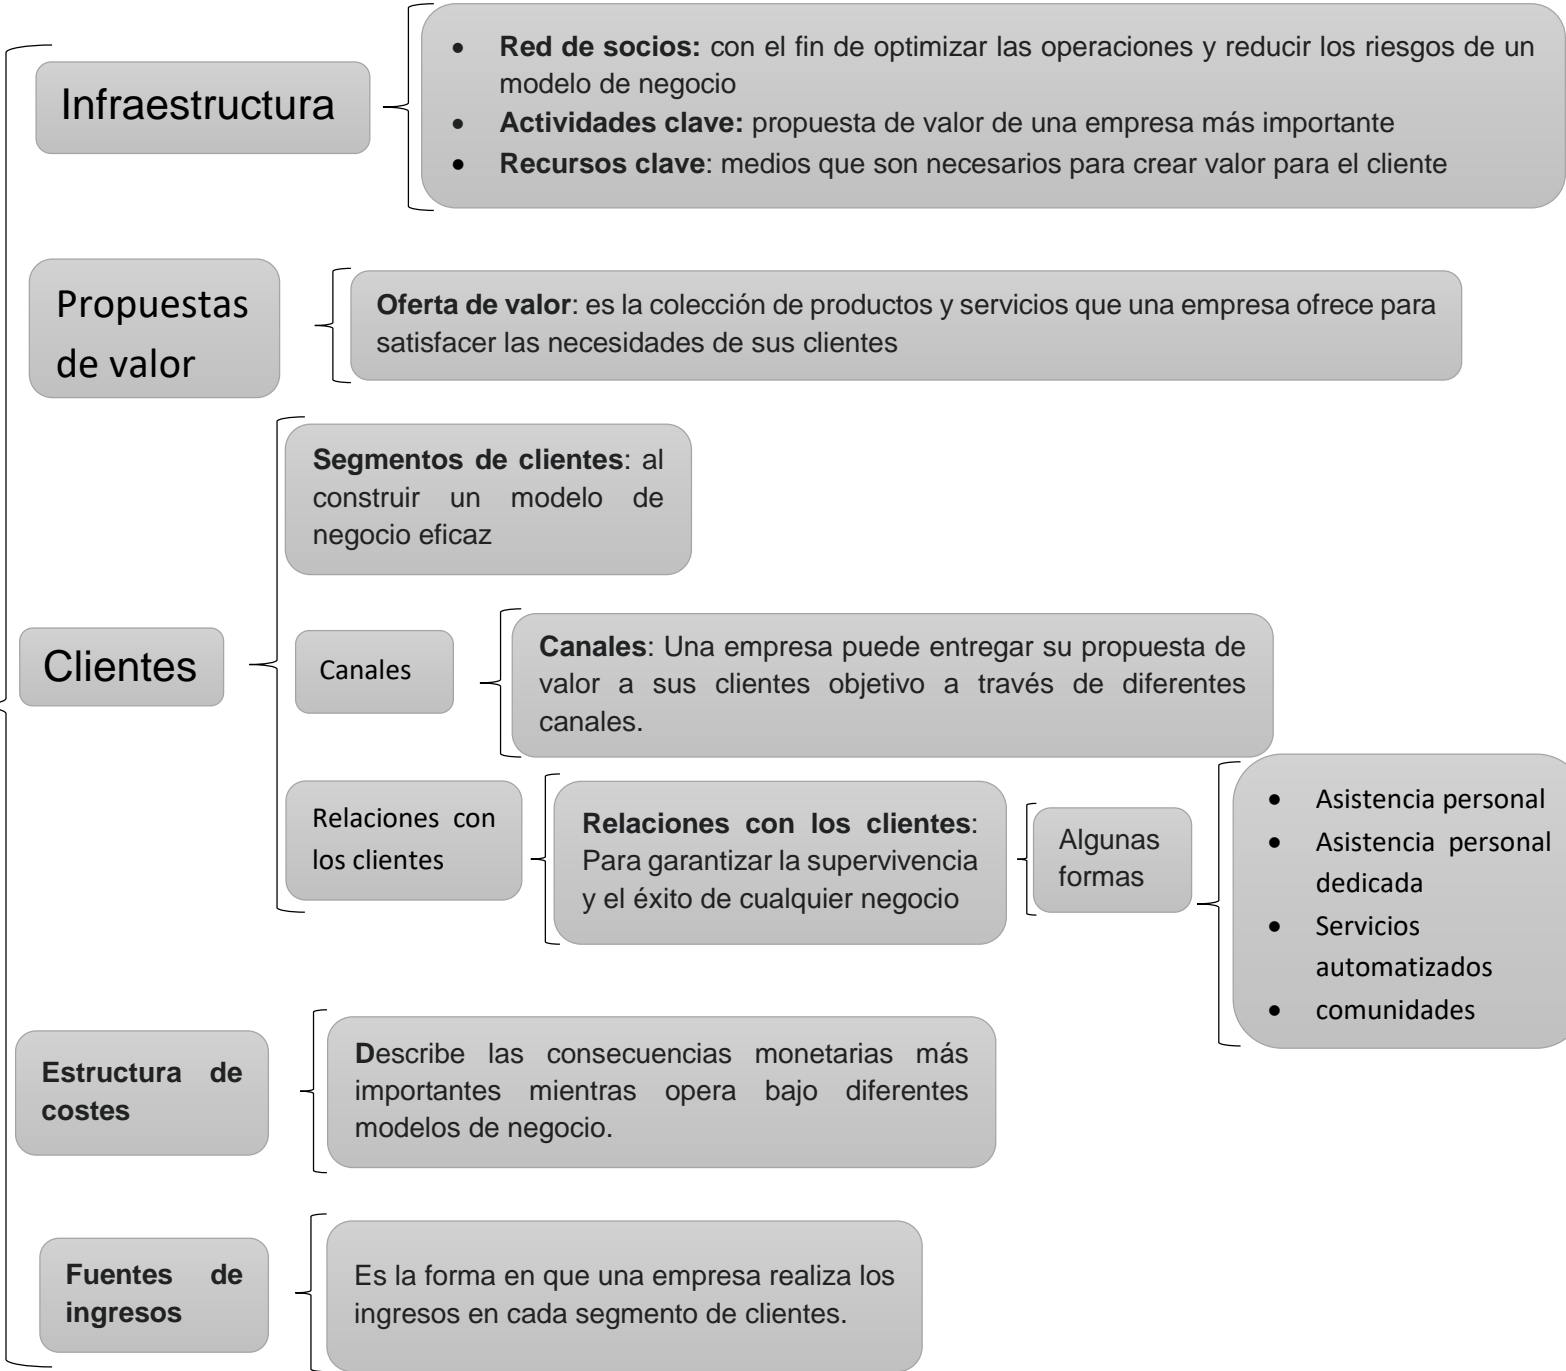 Infraestructura
• Red de socios: con el fin de optimizar las operaciones y reducir los riesgos de un
modelo de negocio
• Actividades clave: propuesta de valor de una empresa más importante
• Recursos clave: medios que son necesarios para crear valor para el cliente
Propuestas
de valor
Oferta de valor: es la colección de productos y servicios que una empresa ofrece para
satisfacer las necesidades de sus clientes
Clientes
Segmentos de clientes: al
construir un modelo de
negocio eficaz
Canales
Canales: Una empresa puede entregar su propuesta de
valor a sus clientes objetivo a través de diferentes
canales.
Relaciones con
los clientes
Relaciones con los clientes:
Para garantizar la supervivencia
y el éxito de cualquier negocio
Algunas
formas
• Asistencia personal
• Asistencia personal
dedicada
• Servicios
automatizados
• comunidades
Estructura de
costes
Describe las consecuencias monetarias más
importantes mientras opera bajo diferentes
modelos de negocio.
Fuentes de
ingresos
Es la forma en que una empresa realiza los
ingresos en cada segmento de clientes.